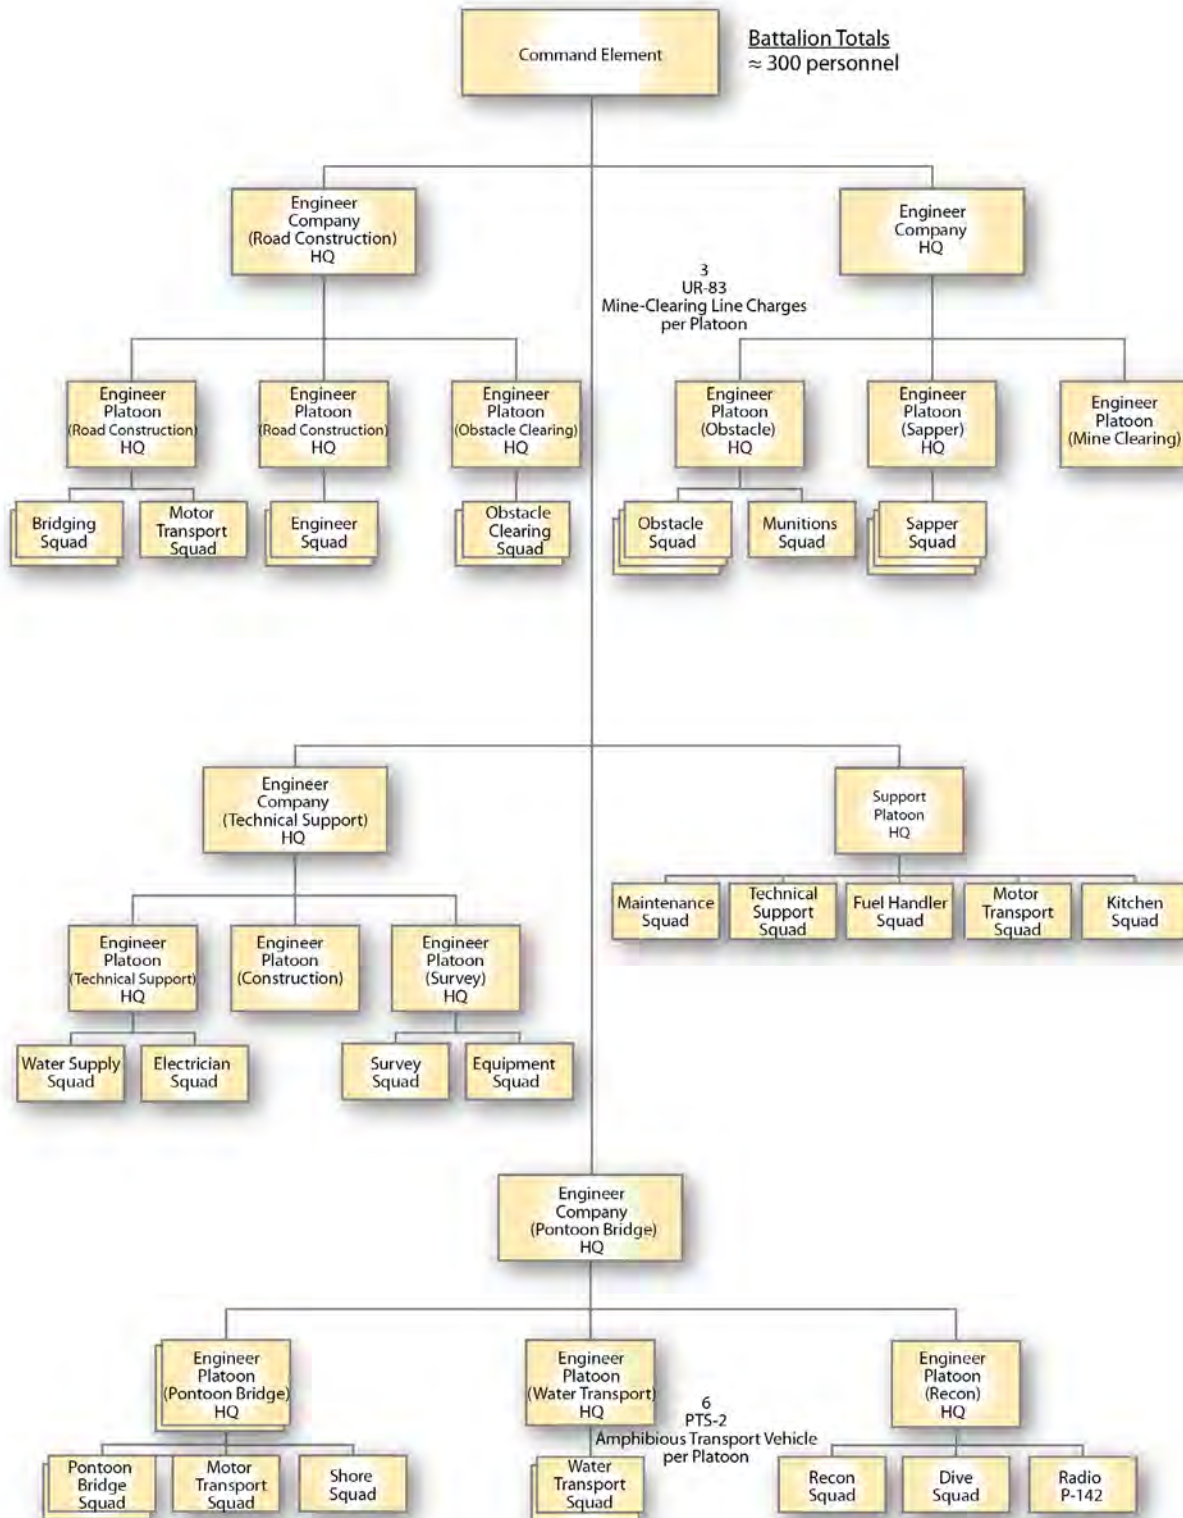 Command Element
Battalion Totals
≈ 300 personnel
Engineer
Company
(Road Construction)
HQ
Engineer
Company
HQ
3
UR-83
Mine-Clearing Line Charges
per Platoon
Engineer
Platoon
(Road Construction)
HQ
Engineer
Platoon
(Road Construction)
HQ
Engineer
Platoon
(Obstacle Clearing)
HQ
Engineer
Platoon
(Obstacle)
HQ
Engineer
Platoon
(Sapper)
HQ
Engineer
Platoon
(Mine Clearing)
Bridging
Squad
Motor
Transport
Squad
Engineer
Squad
Obstacle
Clearing
Squad
Obstacle
Squad
Munitions
Squad
Sapper
Squad
Engineer
Company
(Technical Support)
HQ
Support
Platoon
HQ
Maintenance
Squad
Technical
Support
Squad
Fuel Handler
Squad
Motor
Transport
Squad
Kitchen
Squad
Engineer
Platoon
(Technical Support)
HQ
Engineer
Platoon
(Construction)
Engineer
Platoon
(Survey)
HQ
Water Supply
Squad
Electrician
Squad
Survey
Squad
Equipment
Squad
Engineer
Company
(Pontoon Bridge)
HQ
Engineer
Platoon
(Pontoon Bridge)
HQ
Engineer
Platoon
(Water Transport)
HQ
6
PTS-2
Amphibious Transport Vehicle
per Platoon
Engineer
Platoon
(Recon)
HQ
Pontoon
Bridge
Squad
Motor
Transport
Squad
Shore
Squad
Water
Transport
Squad
Recon
Squad
Dive
Squad
Radio
P-142